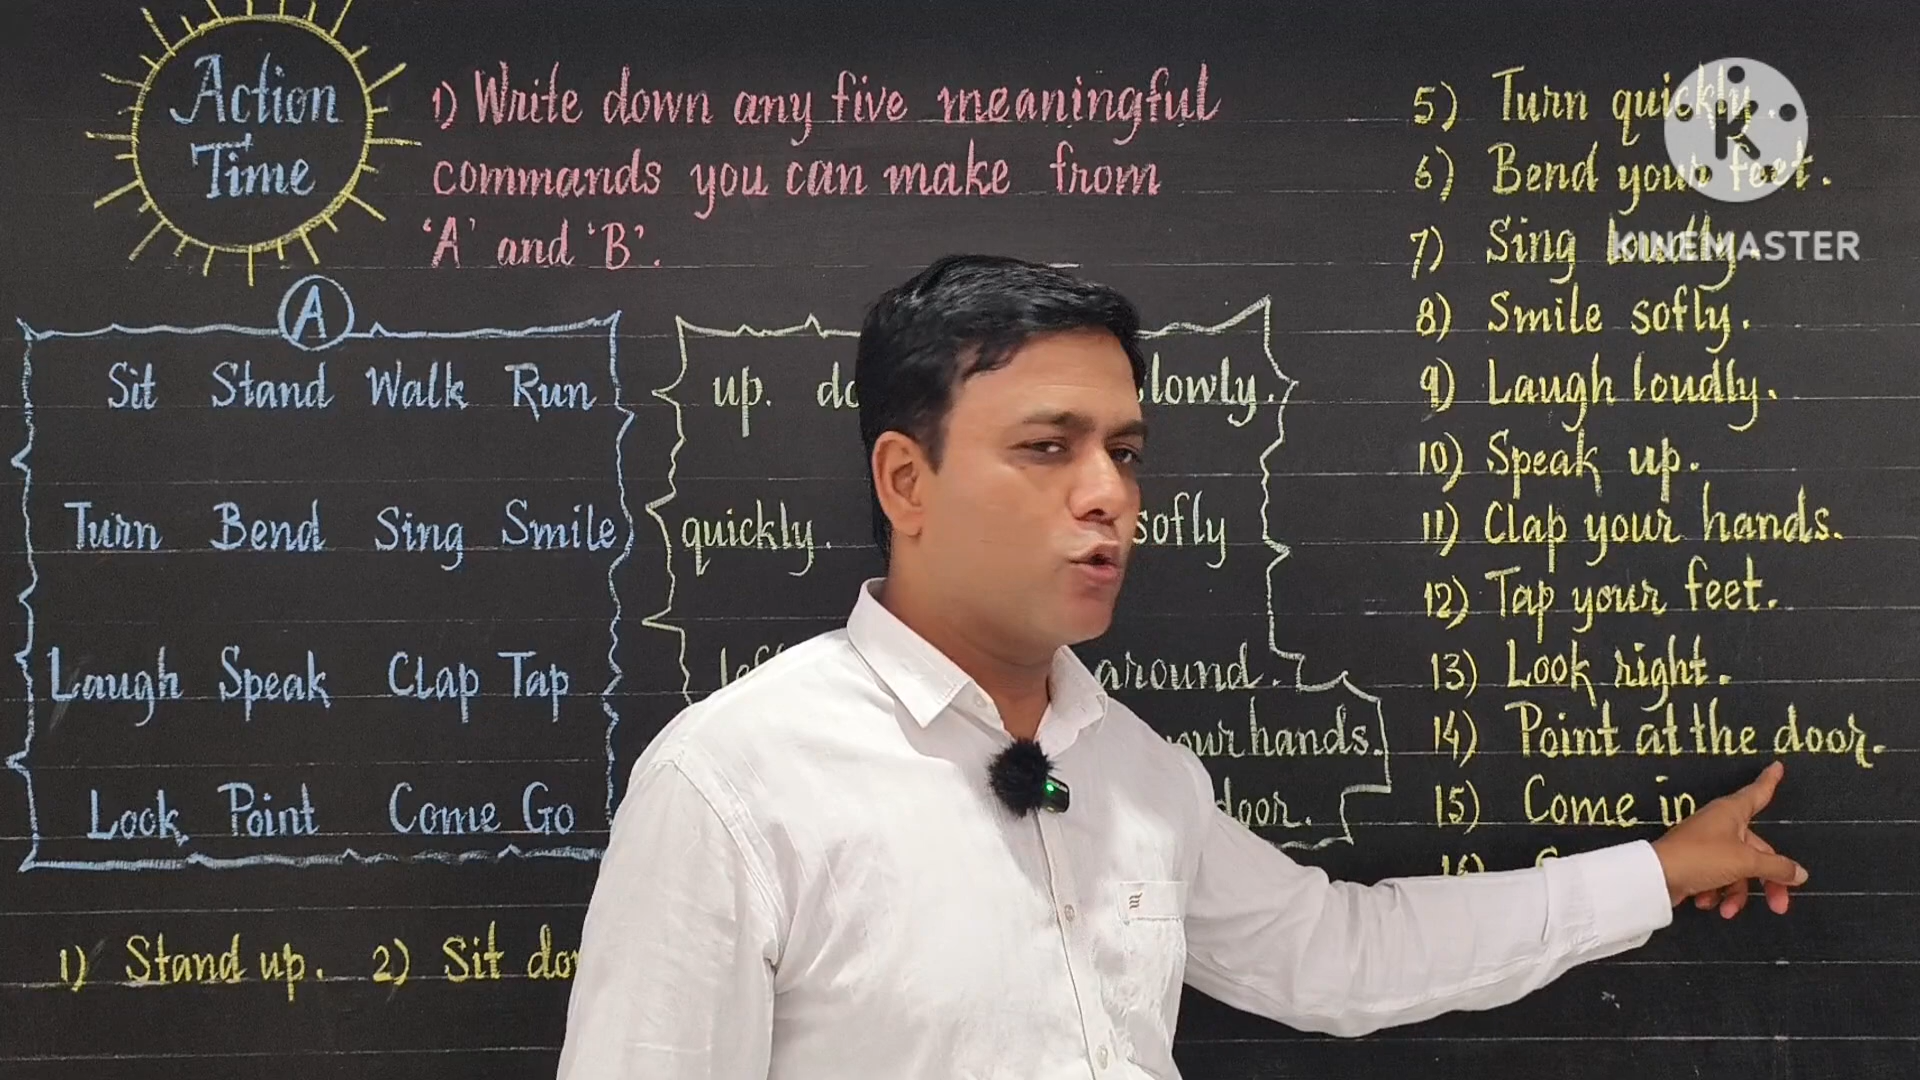 Action
Time
1) Write down any five meaningful
commands you can make from
'A' and 'B'.
A
Sit Stand Walk Run
Turn Bend Sing Smile
Laugh Speak Clap Tap
Look Point Come Go
up.
quickly. sofly
around.
hands.
door.
1) Stand up. 2) Sit
5) Turn quickly.
6) Bend your feet.
7) Sing loudly.
8) Smile sofly.
9) Laugh loudly.
10) Speak up.
11) Clap your hands.
12) Tap your feet.
13) Look right.
14) Point at the door.
15) Come in
K
KINEMASTER